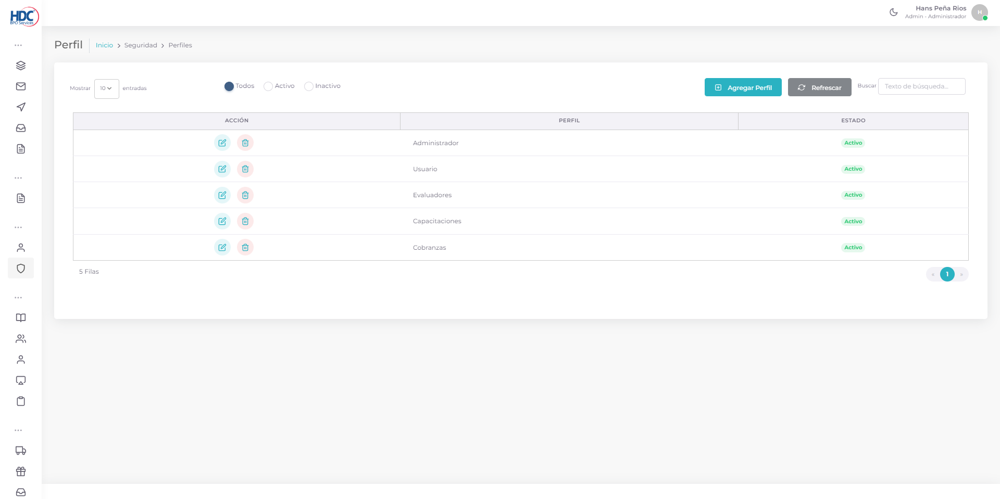 HDC
BPO Services
Hans Peña Rios
Admin - Administrador
H
Perfil
Inicio > Seguridad > Perfiles
Mostrar 10 entradas
Todos Activo Inactivo
Agregar Perfil
Refrescar
Buscar Texto de búsqueda...
ACCIÓN PERFIL ESTADO
Administrador Activo
Usuario Activo
Evaluadores Activo
Capacitaciones Activo
Cobranzas Activo
5 Filas
« 1 »